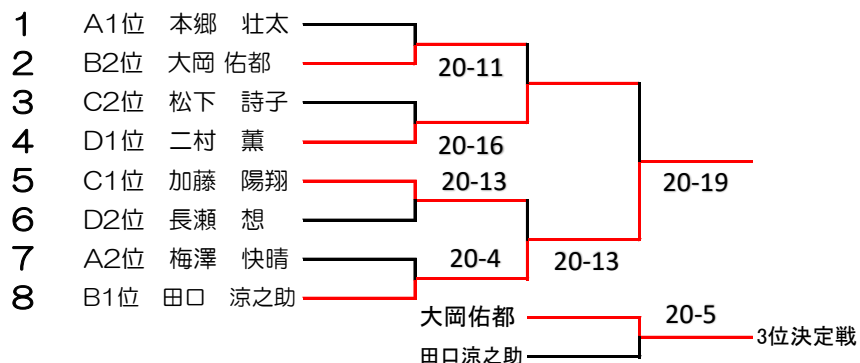 1 A1位 本郷 壮太
2 B2位 大岡 佑都
20-11
3 C2位 松下 詩子
4 D1位 二村 薫
20-16
5 C1位 加藤 陽翔
20-13
20-19
6 D2位 長瀬 想
7 A2位 梅澤 快晴
20-4
20-13
8 B1位 田口 涼之助
大岡佑都
20-5
3位決定戦
田口涼之助